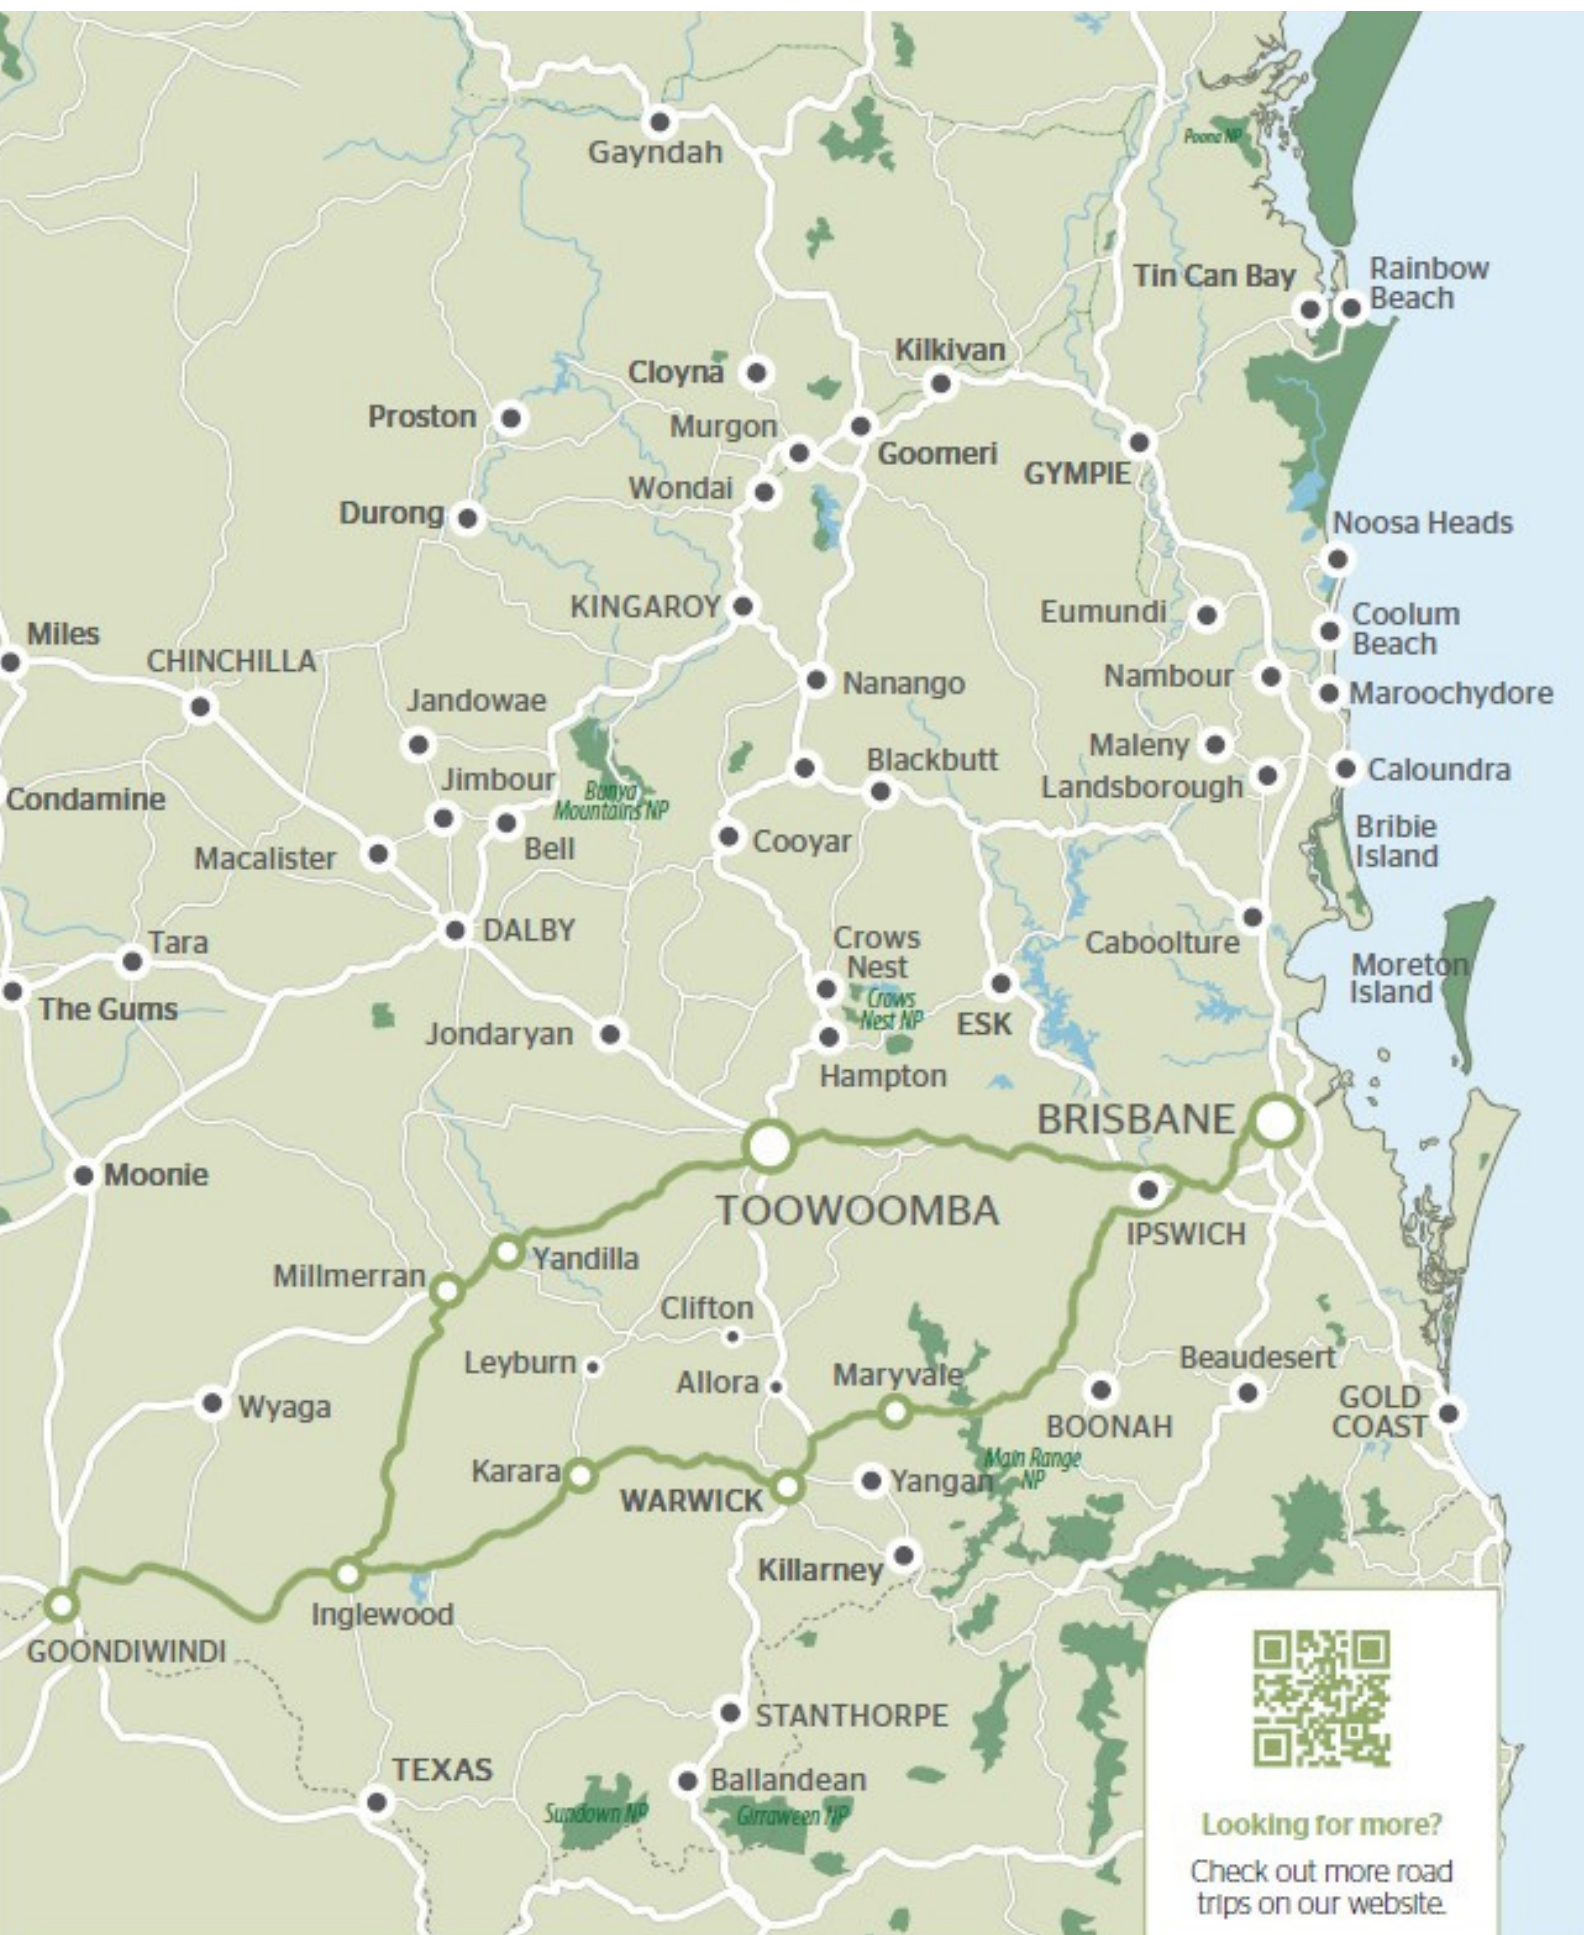 Poona NP
Gayndah
Tin Can Bay
Rainbow
Beach
Kilkivan
Cloyna
Proston
Murgon
Goomeri
GYMPIE
Wondai
Durong
Noosa Heads
KINGAROY
Eumundi
Coolum
Beach
Miles
CHINCHILLA
Nambour
Nanango
Maroochydore
Jandowae
Maleny
Blackbutt
Caloundra
Jimbour
Landsborough
Condamine
Bunya
Mountains NP
Bribie
Island
Cooyar
Bell
Macalister
DALBY
Tara
Crows
Nest
Caboolture
Moreton
Island
The Gums
Crows
Nest NP
ESK
Jondaryan
Hampton
BRISBANE
Moonie
TOOWOOMBA
IPSWICH
Yandilla
Millmerran
Clifton
Leyburn
Allora
Maryvale
Beaudesert
Wyaga
BOONAH
GOLD
COAST
Karara
Main Range
NP
Yangan
WARWICK
Killarney
Inglewood
GOONDIWINDI
STANTHORPE
TEXAS
Ballandean
Sundown NP
Girraween NP
Looking for more?
Check out more road
trips on our website.